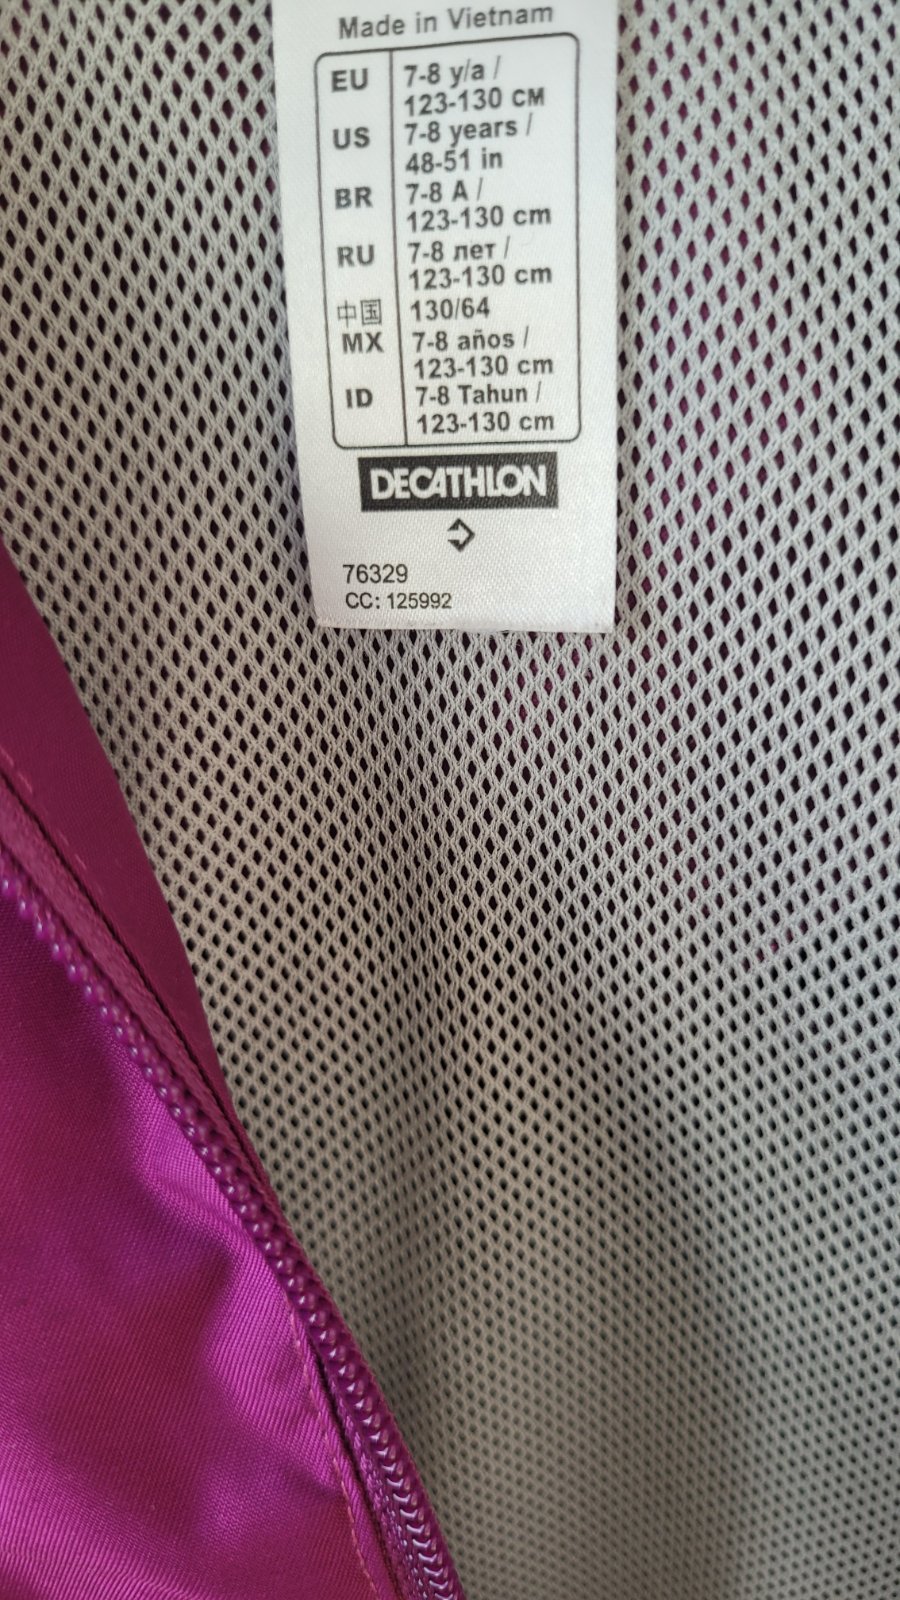 Made in Vietnam
EU 7-8 y/a /
123-130 CM
US 7-8 years /
48-51 in
BR 7-8 A /
123-130 cm
RU 7-8 лет /
123-130 cm
中国 130/64
MX 7-8 años /
123-130 cm
ID 7-8 Tahun /
123-130 cm
DECATHLON
76329
CC: 125992